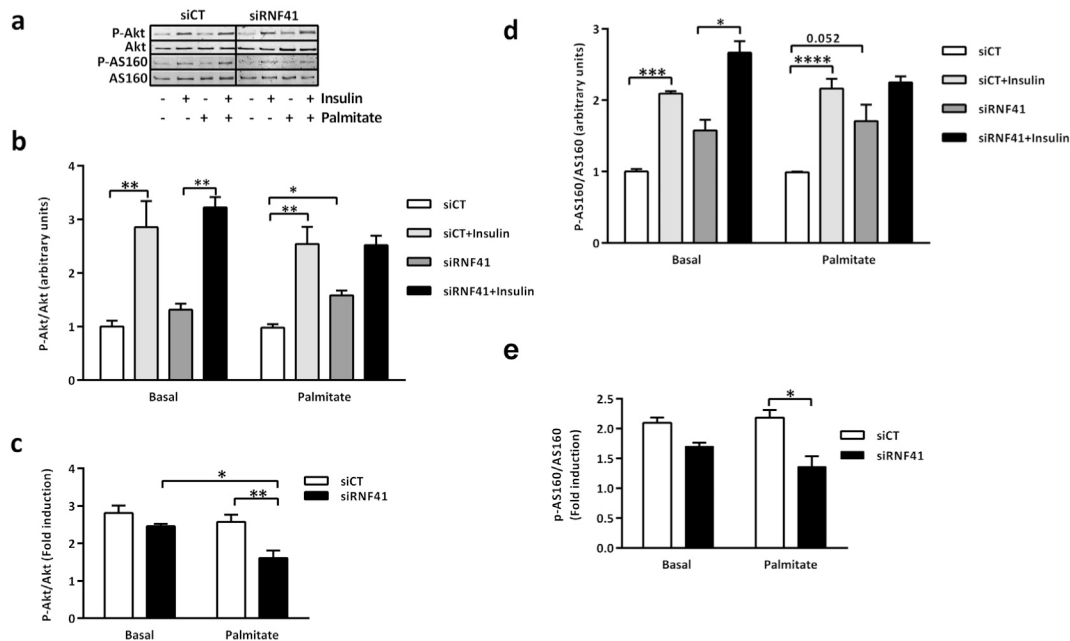 a
siCT siRNF41
P-Akt
Akt
P-AS160
AS160
- + - + - + - + Insulin
- - + + - - + + Palmitate
b
P-Akt/Akt (arbitrary units)
4
3
2
1
0
** ** * **
Basal Palmitate
siCT
siCT+Insulin
siRNF41
siRNF41+Insulin
c
P-Akt/Akt (Fold induction)
4
3
2
1
0
* **
Basal Palmitate
siCT
siRNF41
d
P-AS160/AS160 (arbitrary units)
3
2
1
0
*** * 0.052 ****
Basal Palmitate
siCT
siCT+Insulin
siRNF41
siRNF41+Insulin
e
p-AS160/AS160
(Fold induction)
2.5
2.0
1.5
1.0
0.5
0.0
*
Basal Palmitate
siCT
siRNF41